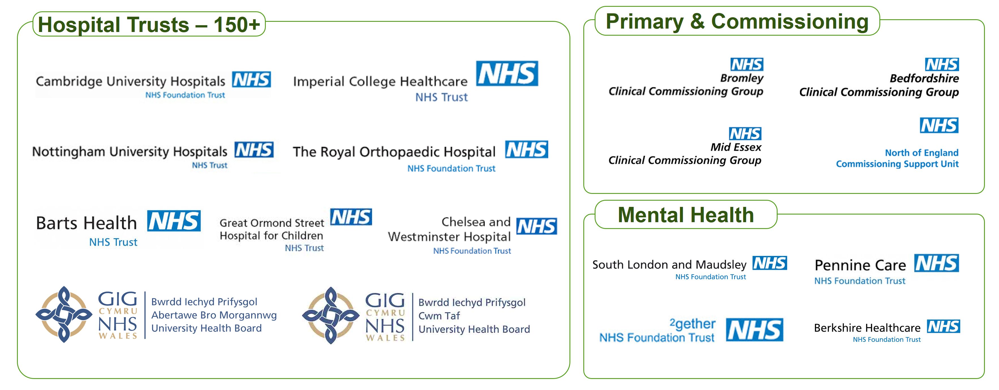 Hospital Trusts – 150+
Cambridge University Hospitals NHS
NHS Foundation Trust
Imperial College Healthcare NHS
NHS Trust
Nottingham University Hospitals NHS
NHS Trust
The Royal Orthopaedic Hospital NHS
NHS Foundation Trust
Barts Health NHS
NHS Trust
Great Ormond Street NHS
Hospital for Children
NHS Trust
Chelsea and NHS
Westminster Hospital
NHS Foundation Trust
GIG
CYMRU
NHS
WALES
Bwrdd Iechyd Prifysgol
Abertawe Bro Morgannwg
University Health Board
GIG
CYMRU
NHS
WALES
Bwrdd Iechyd Prifysgol
Cwm Taf
University Health Board
Primary & Commissioning
NHS
Bromley
Clinical Commissioning Group
NHS
Bedfordshire
Clinical Commissioning Group
NHS
Mid Essex
Clinical Commissioning Group
NHS
North of England
Commissioning Support Unit
Mental Health
South London and Maudsley NHS
NHS Foundation Trust
Pennine Care NHS
NHS Foundation Trust
2gether NHS
NHS Foundation Trust
Berkshire Healthcare NHS
NHS Foundation Trust